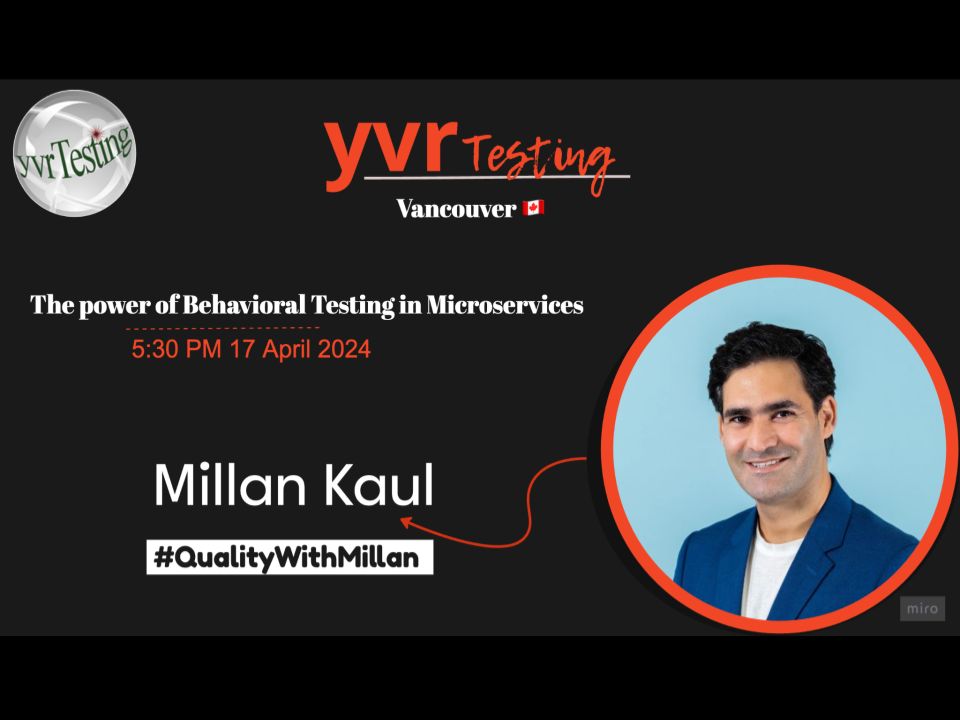 yvrTesting
yvr Testing
Vancouver 🇨🇦
The power of Behavioral Testing in Microservices
5:30 PM 17 April 2024
Millan Kaul
#QualityWithMillan
miro